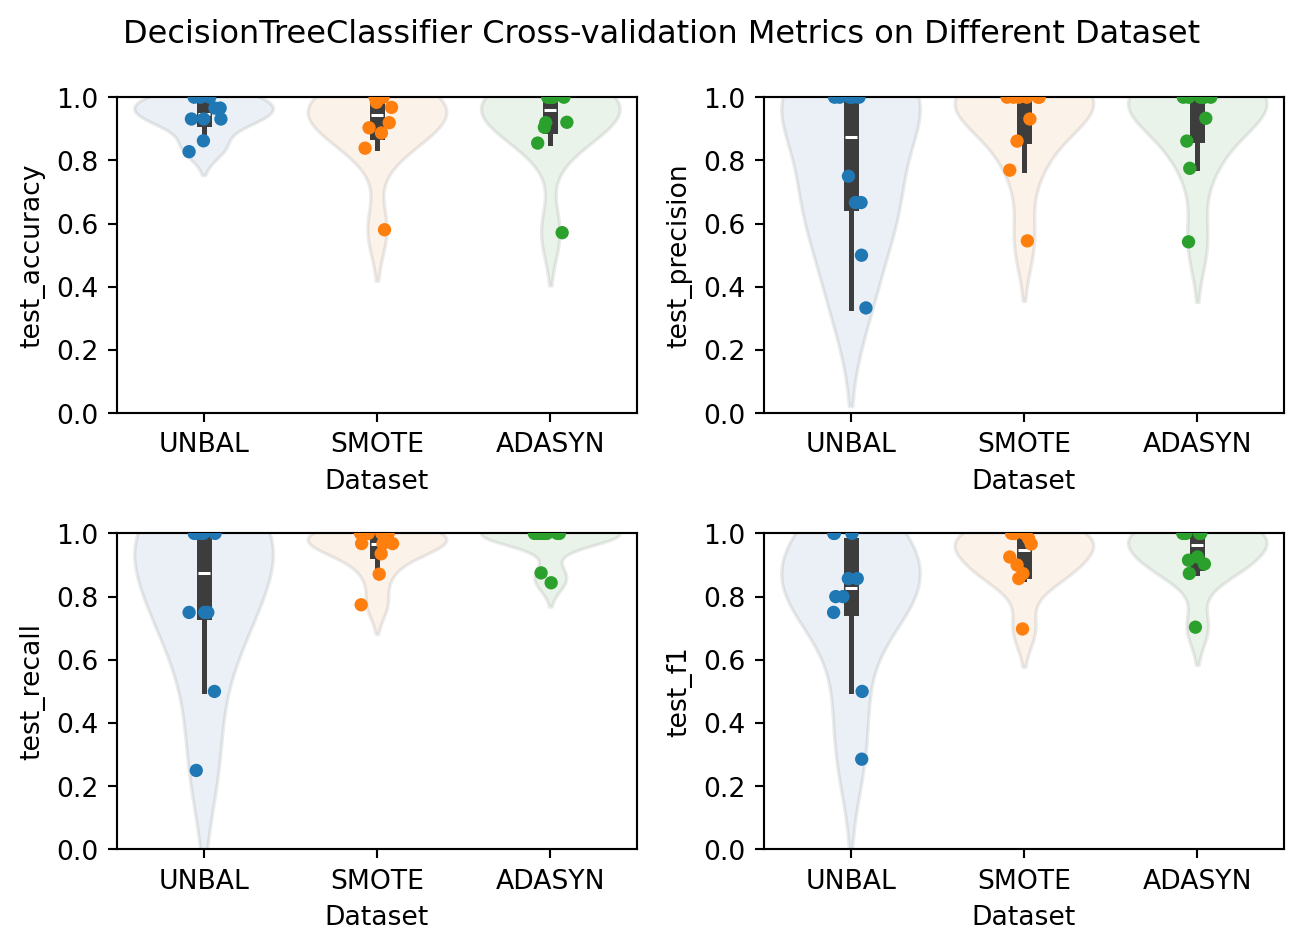 DecisionTreeClassifier Cross-validation Metrics on Different Dataset
test_accuracy
1.0
0.8
0.6
0.4
0.2
0.0
UNBAL SMOTE ADASYN
Dataset
test_precision
1.0
0.8
0.6
0.4
0.2
0.0
UNBAL SMOTE ADASYN
Dataset
test_recall
1.0
0.8
0.6
0.4
0.2
0.0
UNBAL SMOTE ADASYN
Dataset
test_f1
1.0
0.8
0.6
0.4
0.2
0.0
UNBAL SMOTE ADASYN
Dataset